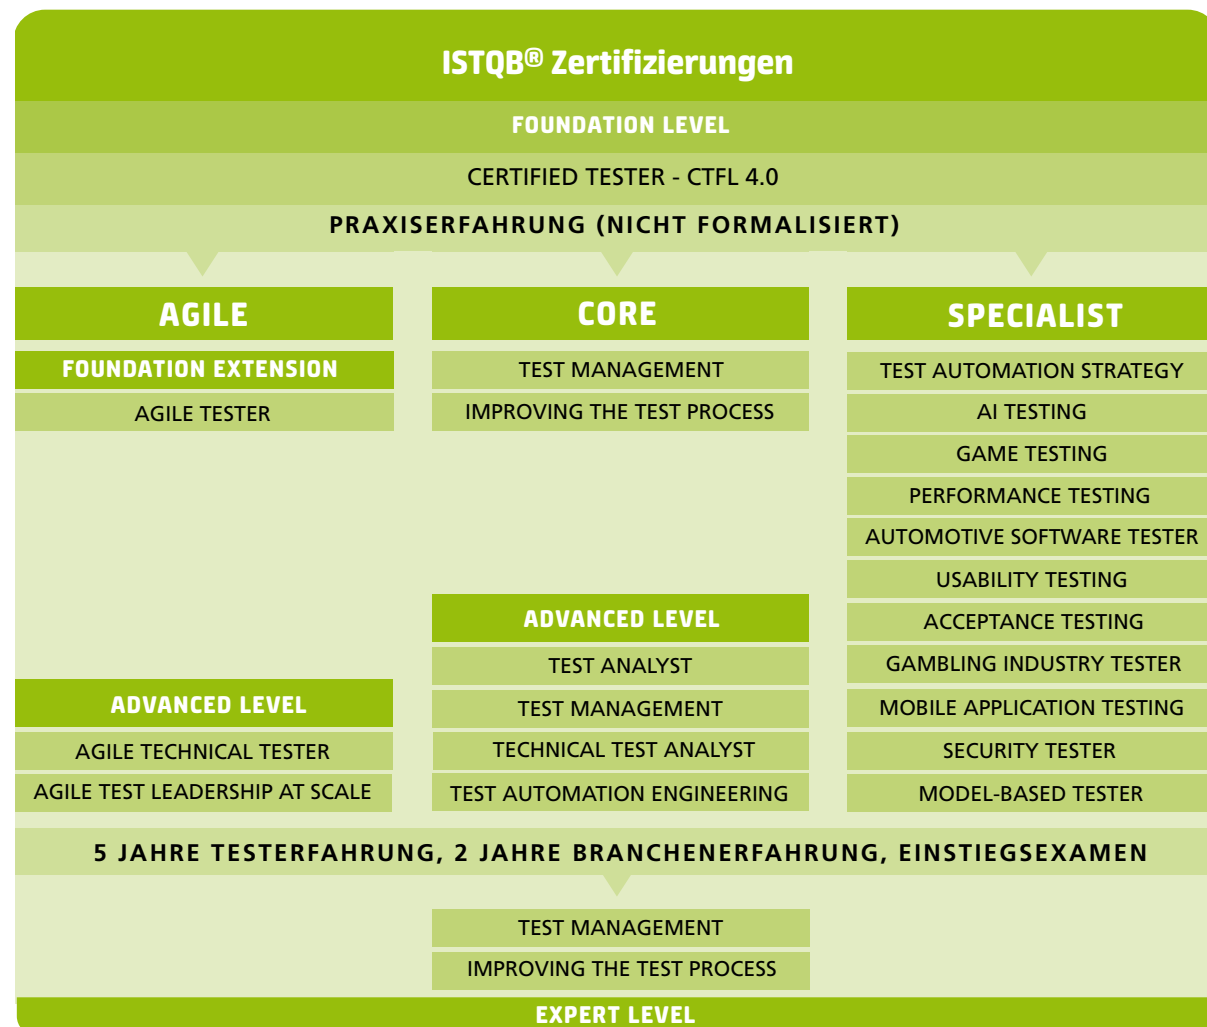 ISTQB® Zertifizierungen
FOUNDATION LEVEL
CERTIFIED TESTER - CTFL 4.0
PRAXISERFAHRUNG (NICHT FORMALISIERT)
AGILE
FOUNDATION EXTENSION
AGILE TESTER
ADVANCED LEVEL
AGILE TECHNICAL TESTER
AGILE TEST LEADERSHIP AT SCALE
CORE
TEST MANAGEMENT
IMPROVING THE TEST PROCESS
ADVANCED LEVEL
TEST ANALYST
TEST MANAGEMENT
TECHNICAL TEST ANALYST
TEST AUTOMATION ENGINEERING
SPECIALIST
TEST AUTOMATION STRATEGY
AI TESTING
GAME TESTING
PERFORMANCE TESTING
AUTOMOTIVE SOFTWARE TESTER
USABILITY TESTING
ACCEPTANCE TESTING
GAMBLING INDUSTRY TESTER
MOBILE APPLICATION TESTING
SECURITY TESTER
MODEL-BASED TESTER
5 JAHRE TESTERFAHRUNG, 2 JAHRE BRANCHENERFAHRUNG, EINSTIEGSEXAMEN
TEST MANAGEMENT
IMPROVING THE TEST PROCESS
EXPERT LEVEL